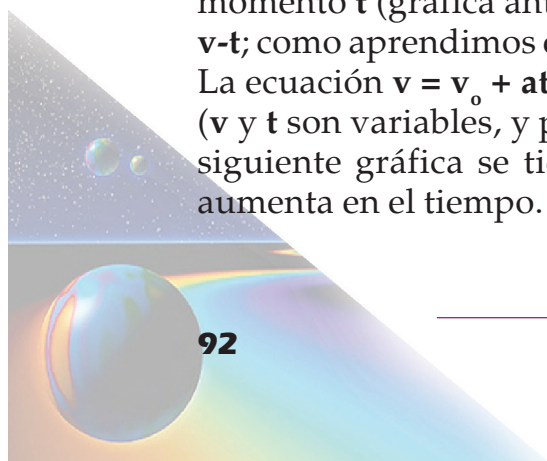 momento t (gráfica ant
v-t; como aprendimos
La ecuación v = vₒ + at
(v y t son variables, y p
siguiente gráfica se tie
aumenta en el tiempo.
92